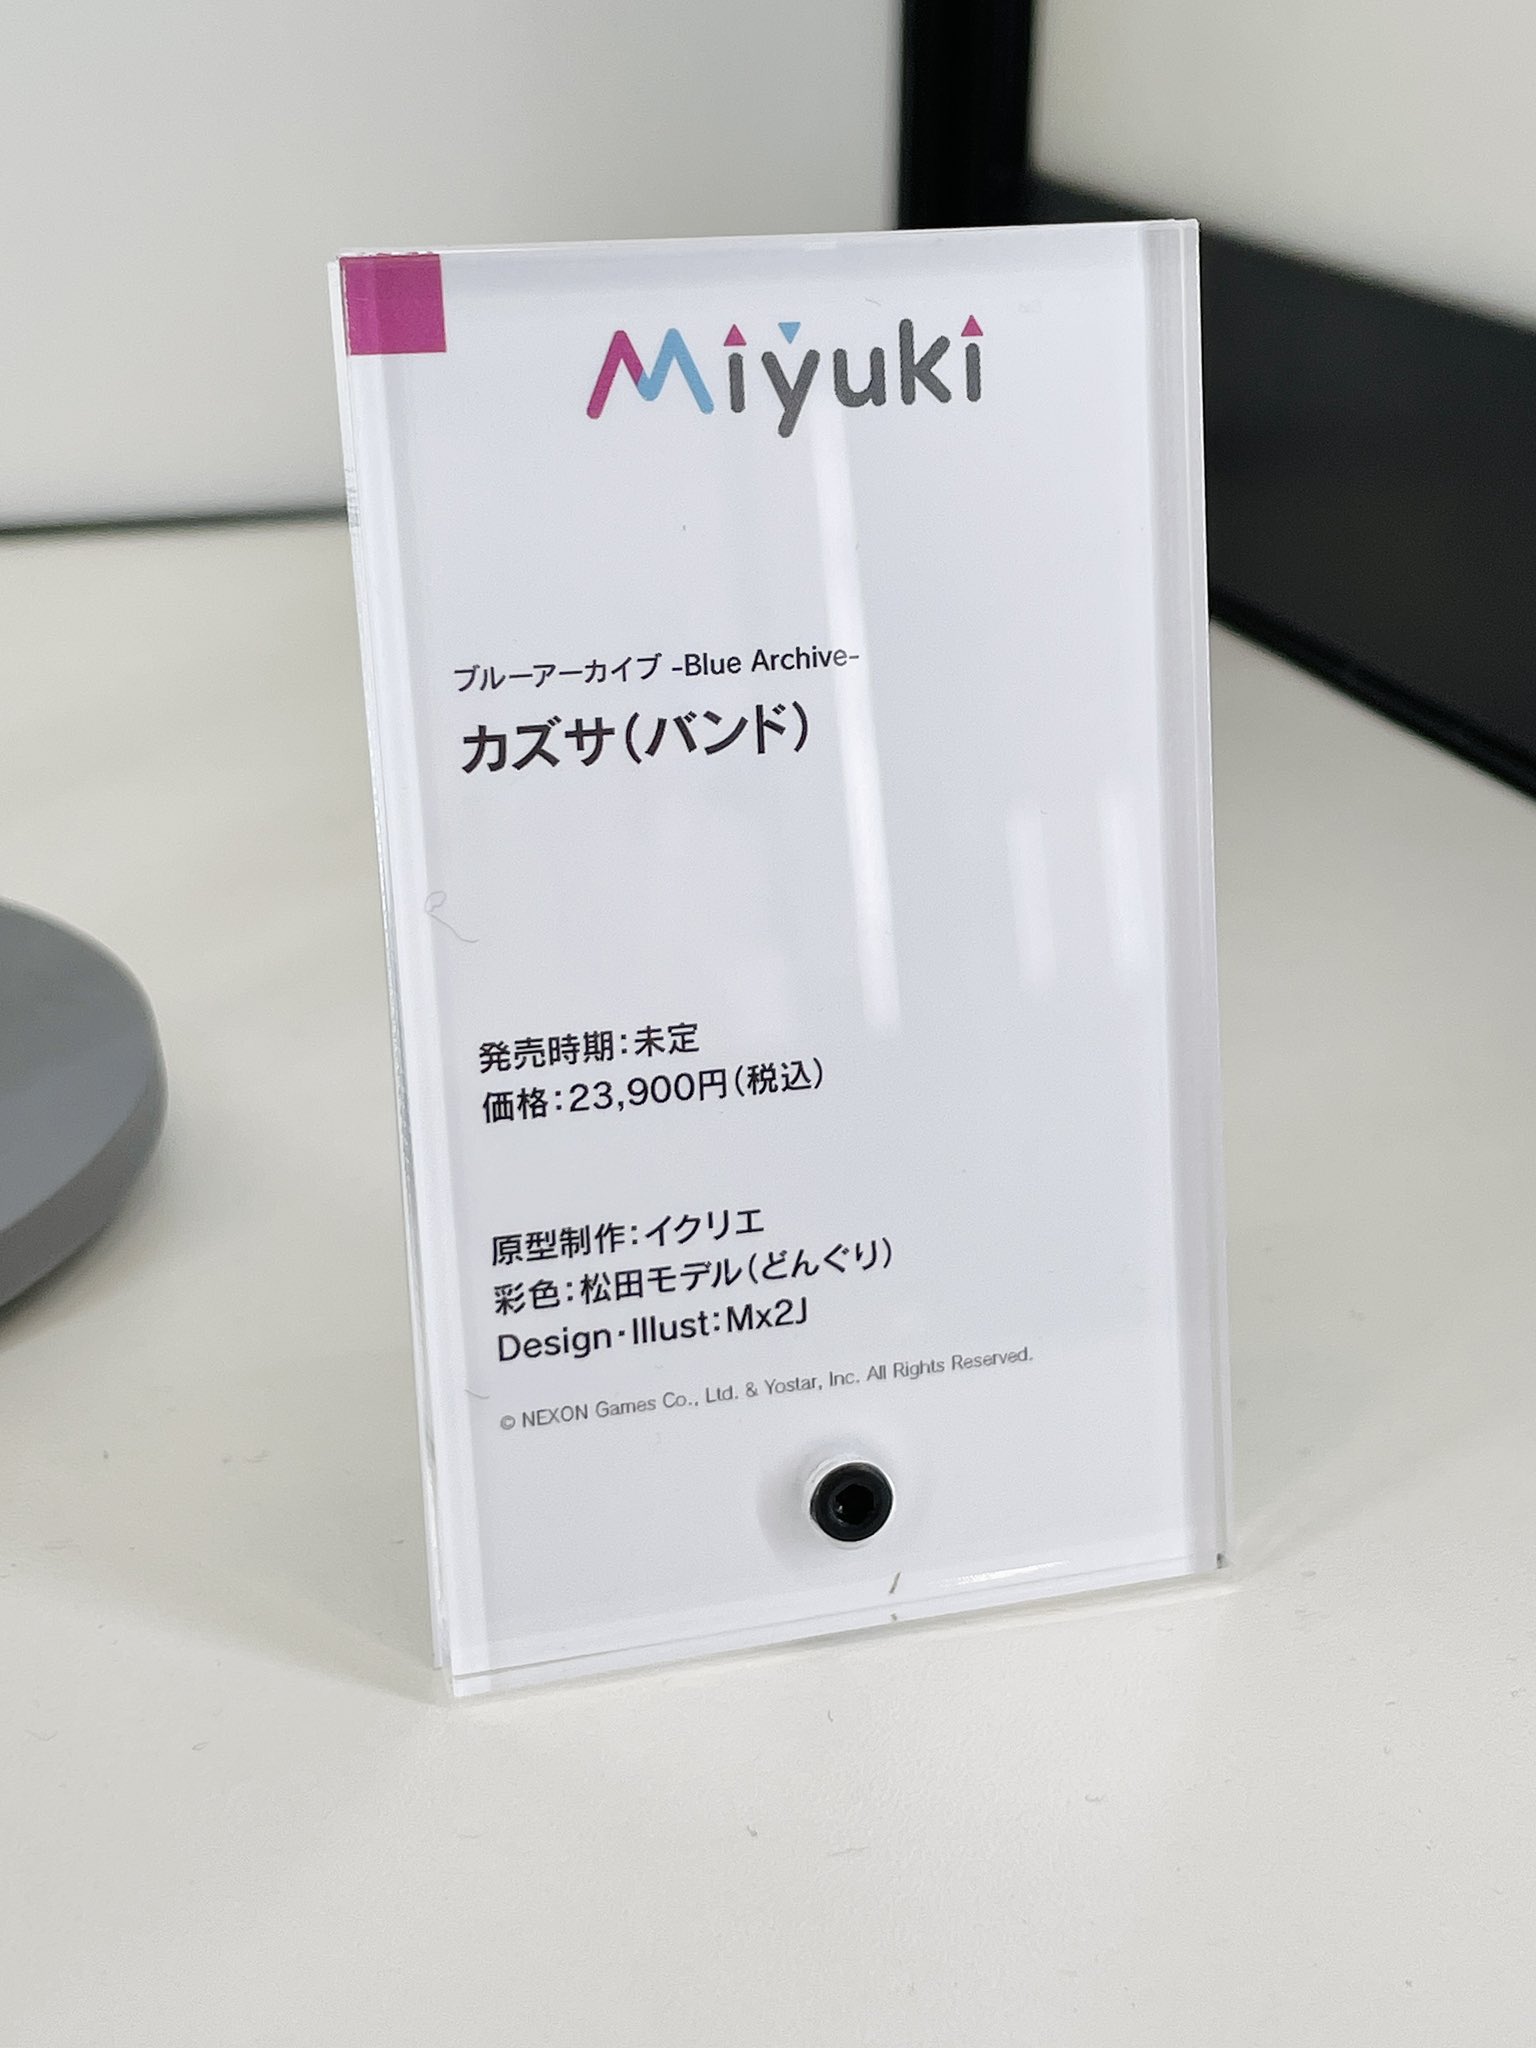 Miyuki
ブルーアーカイブ -Blue Archive-
カズサ(バンド)
発売時期:未定
価格:23,900円(税込)
原型制作:イクリエ
彩色:松田モデル(どんぐり)
Design・Illust:Mx2J
© NEXON Games Co., Ltd. & Yostar, Inc. All Rights Reserved.